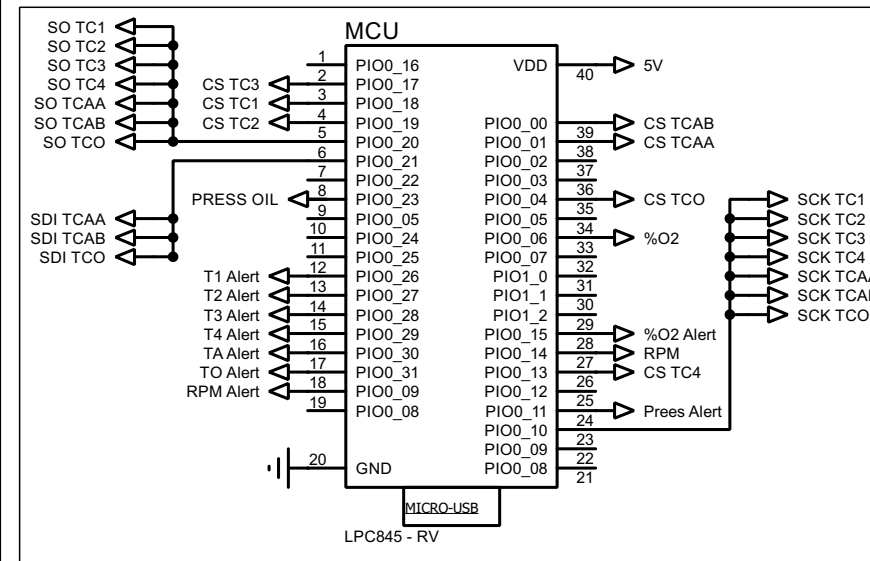 MCU
SO TC1
SO TC2
SO TC3
SO TC4
SO TCAA
SO TCAB
SO TCO
SDI TCAA
SDI TCAB
SDI TCO
CS TC3
CS TC1
CS TC2
PRESS OIL
T1 Alert
T2 Alert
T3 Alert
T4 Alert
TA Alert
TO Alert
RPM Alert
1 PIO0_16
2 PIO0_17
3 PIO0_18
4 PIO0_19
5 PIO0_20
6 PIO0_21
7 PIO0_22
8 PIO0_23
9 PIO0_05
10 PIO0_24
11 PIO0_25
12 PIO0_26
13 PIO0_27
14 PIO0_28
15 PIO0_29
16 PIO0_30
17 PIO0_31
18 PIO0_09
19 PIO0_08
20 GND
VDD 40 5V
PIO0_00 39 CS TCAB
PIO0_01 38 CS TCAA
PIO0_02 37
PIO0_03 36
PIO0_04 35 CS TCO
PIO0_05 34
PIO0_06 33 %O2
PIO0_07 32
PIO1_0 31
PIO1_1 30
PIO1_2 29
PIO0_15 28 %O2 Alert
PIO0_14 27 RPM
PIO0_13 26 CS TC4
PIO0_12 25
PIO0_11 24 Prees Alert
PIO0_10 23
PIO0_09 22
PIO0_08 21
SCK TC1
SCK TC2
SCK TC3
SCK TC4
SCK TCAA
SCK TCAB
SCK TCO
MICRO-USB
LPC845 - RV